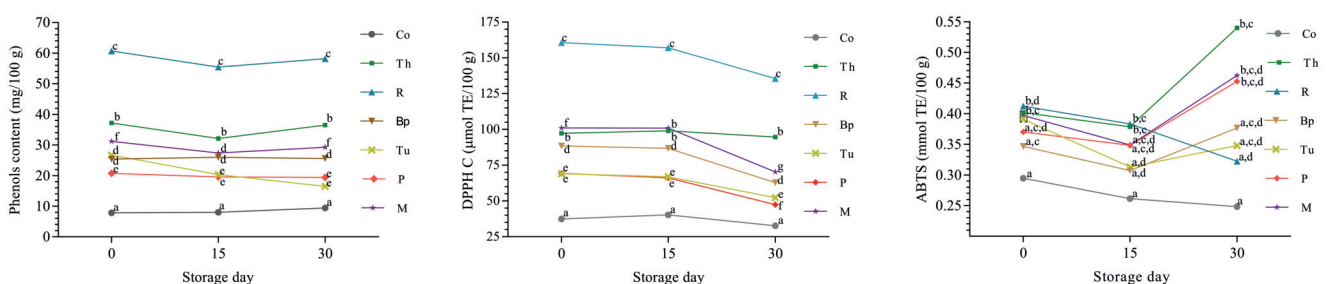 Phenols content (mg/100 g)
70
60
50
40
30
20
10
0
0
15
30
Storage day
c
c
c
b
b
b
f
d
f
d
d
d
d
e
e
e
e
e
a
a
a
Co
Th
R
Bp
Tu
P
M
DPPH C (μmol TE/100 g)
175
150
125
100
75
50
25
0
15
30
Storage day
c
c
c
f
b
b
b
b
d
d
g
d
e
e
e
e
e
f
a
a
a
Co
Th
R
Bp
Tu
P
M
ABTS (mmol TE/100 g)
0.55
0.50
0.45
0.40
0.35
0.30
0.25
0
15
30
Storage day
b,d
b,c
a,c,d
a,c
a
b,c
b,c
a,c,d
a,c,d
a,d
a
b,c
b,c,d
b,c,d
a,c,d
a,c,d
a,d
a
Co
Th
R
Bp
Tu
P
M